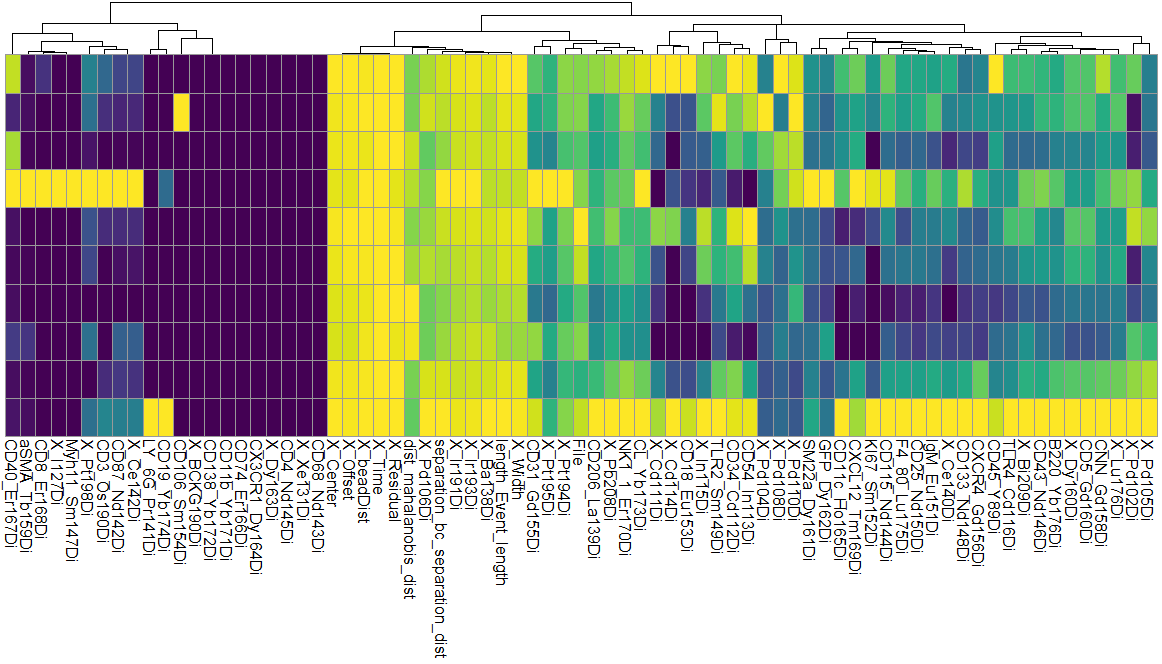 CD40_Er167Di
aSMA_Tb159Di
CD8_Er168Di
X_I127Di
Myh11_Sm147Di
X_Pt198Di
CD3_Os190Di
CD87_Nd142Di
X_Ce142Di
LY_6G_Pr141Di
CD19_Yb174Di
CD106_Sm154Di
X_BCKG190Di
CD138_Yb172Di
CD11b_Yb171Di
CD74_Er166Di
CX3CR1_Dy164Di
X_Dy163Di
CD4_Nd145Di
X_Xe131Di
CD68_Nd143Di
X_Center
X_Offset
X_beadDist
X_Time
X_Residual
dist_mahalanobis_dist
X_Pd106Di
separation_bc_separation_dist
X_Ir191Di
X_Ir193Di
X_Ba138Di
length_Event_length
X_Width
CD31_Gd155Di
X_Pt195Di
X_Pt194Di
File
CD206_La139Di
X_Pb208Di
NK1_1_Er170Di
CL_Yb173Di
X_Cd111Di
X_Cd114Di
CD18_Eu153Di
X_In115Di
TLR2_Sm149Di
CD34_Cd112Di
CD54_In113Di
X_Pd104Di
X_Pd108Di
X_Pd110Di
SM22a_Dy161Di
GFP_Dy162Di
CD11c_Ho165Di
CXCL12_Tm169Di
Ki67_Sm152Di
CD115_Nd144Di
F4_80_Lu175Di
CD25_Nd150Di
IgM_Eu151Di
X_Ce140Di
CD133_Nd148Di
CXCR4_Gd156Di
CD45_Y89Di
TLR4_Cd116Di
X_Bi209Di
CD43_Nd146Di
B220_Yb176Di
X_Dy160Di
CD5_Gd160Di
CNN_Gd158Di
X_Lu176Di
X_Pd102Di
X_Pd105Di